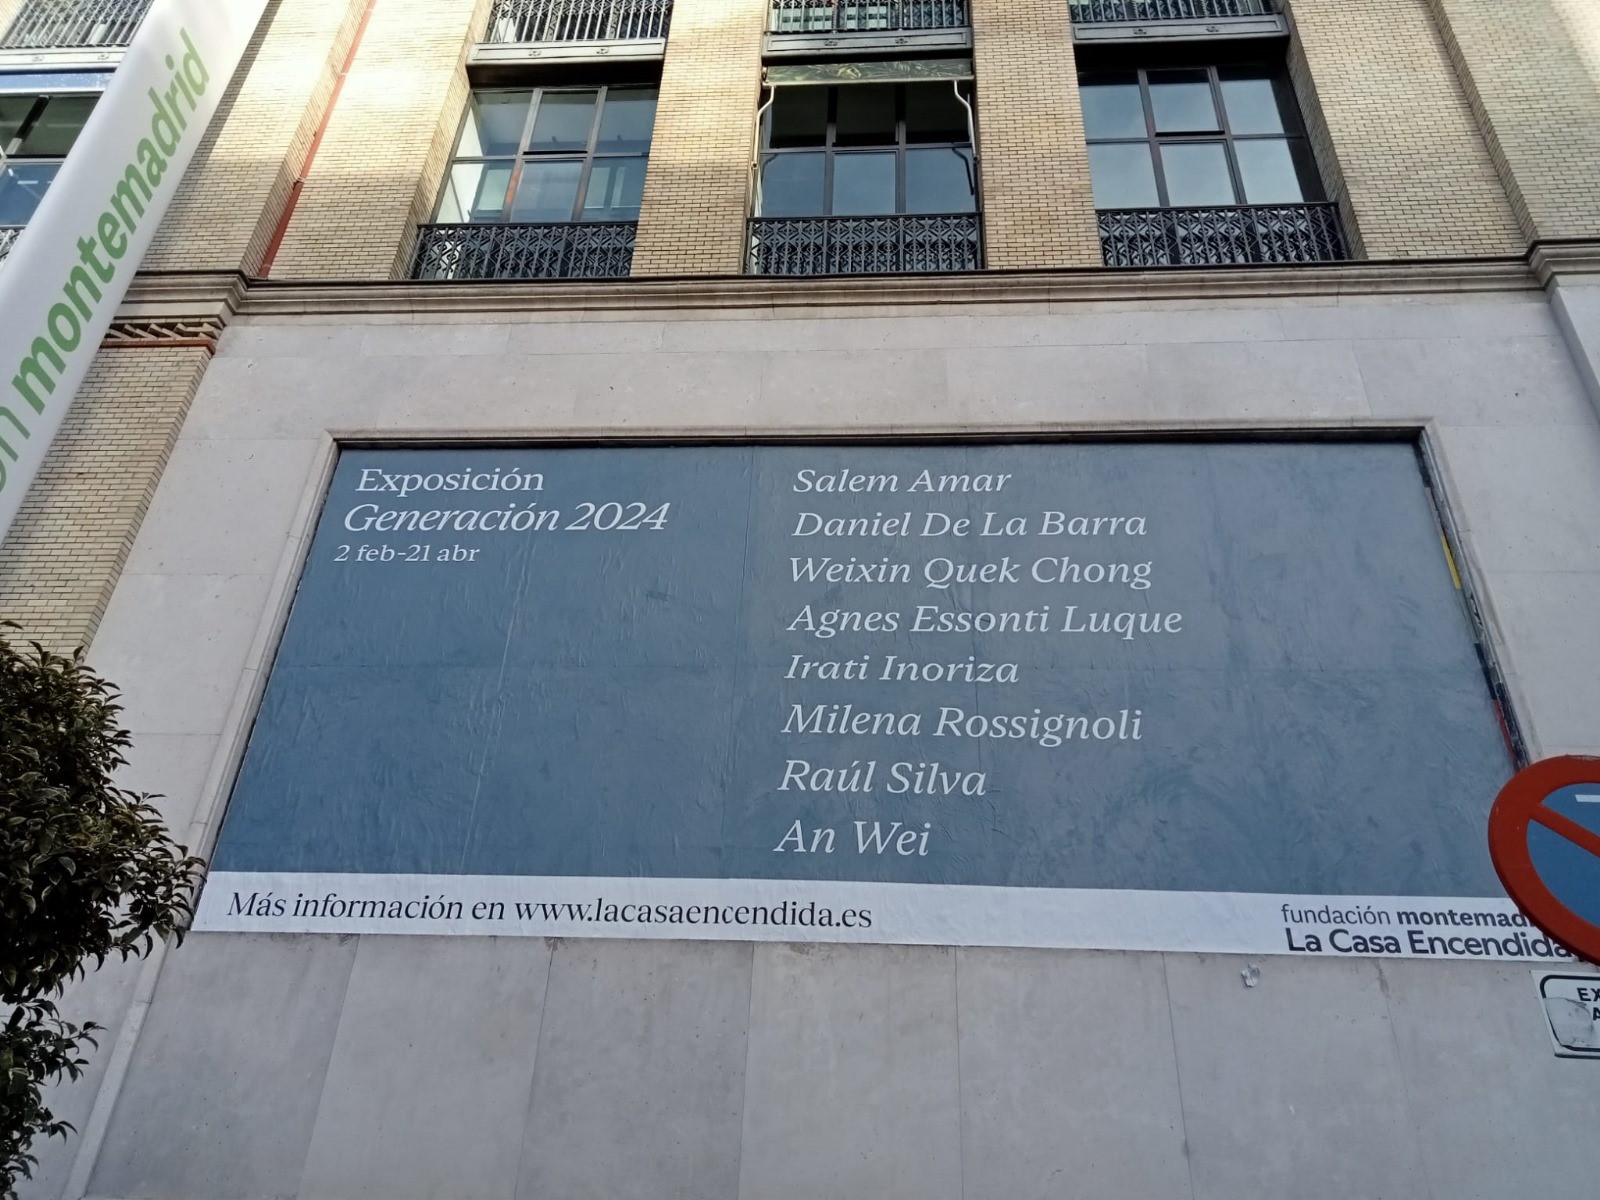 montemadrid
Exposición
Generación 2024
2 feb-21 abr
Salem Amar
Daniel De La Barra
Weixin Quek Chong
Agnes Essonti Luque
Irati Inoriza
Milena Rossignoli
Raúl Silva
An Wei
Más información en www.lacasaencendida.es
fundación
La Casa Encendida